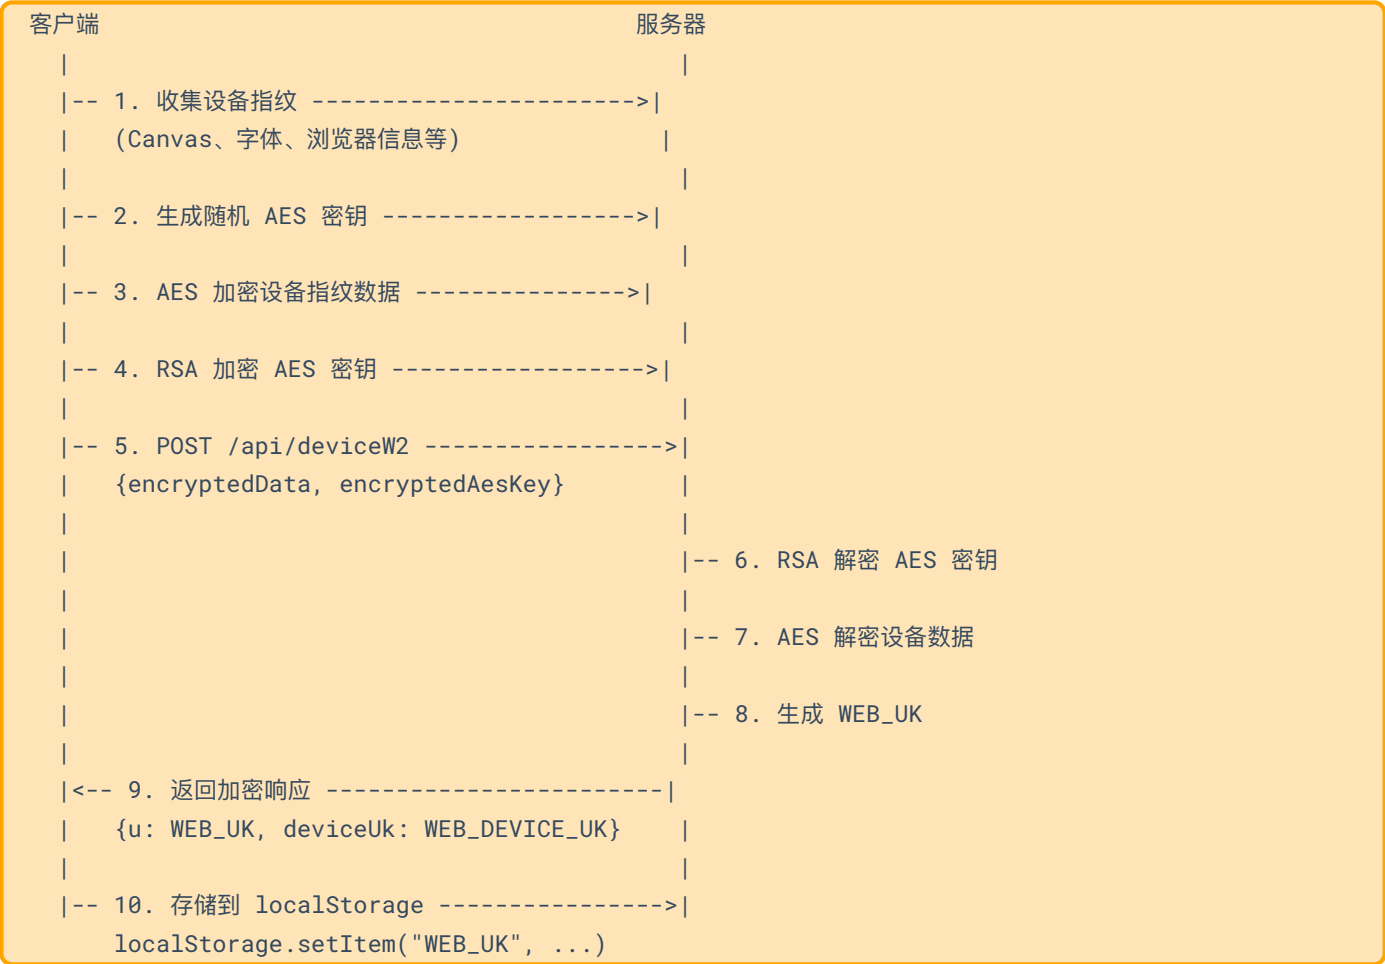 客户端                                      服务器
  |                                           |
  |-- 1. 收集设备指纹 ----------------------->|
  |   (Canvas、字体、浏览器信息等)              |
  |                                           |
  |-- 2. 生成随机 AES 密钥 ------------------>|
  |                                           |
  |-- 3. AES 加密设备指纹数据 --------------->|
  |                                           |
  |-- 4. RSA 加密 AES 密钥 ------------------>|
  |                                           |
  |-- 5. POST /api/deviceW2 ----------------->|
  |   {encryptedData, encryptedAesKey}        |
  |                                           |
  |                                           |-- 6. RSA 解密 AES 密钥
  |                                           |
  |                                           |-- 7. AES 解密设备数据
  |                                           |
  |                                           |-- 8. 生成 WEB_UK
  |                                           |
  |<-- 9. 返回加密响应 ------------------------|
  |   {u: WEB_UK, deviceUk: WEB_DEVICE_UK}    |
  |                                           |
  |-- 10. 存储到 localStorage ---------------->|
      localStorage.setItem("WEB_UK", ...)